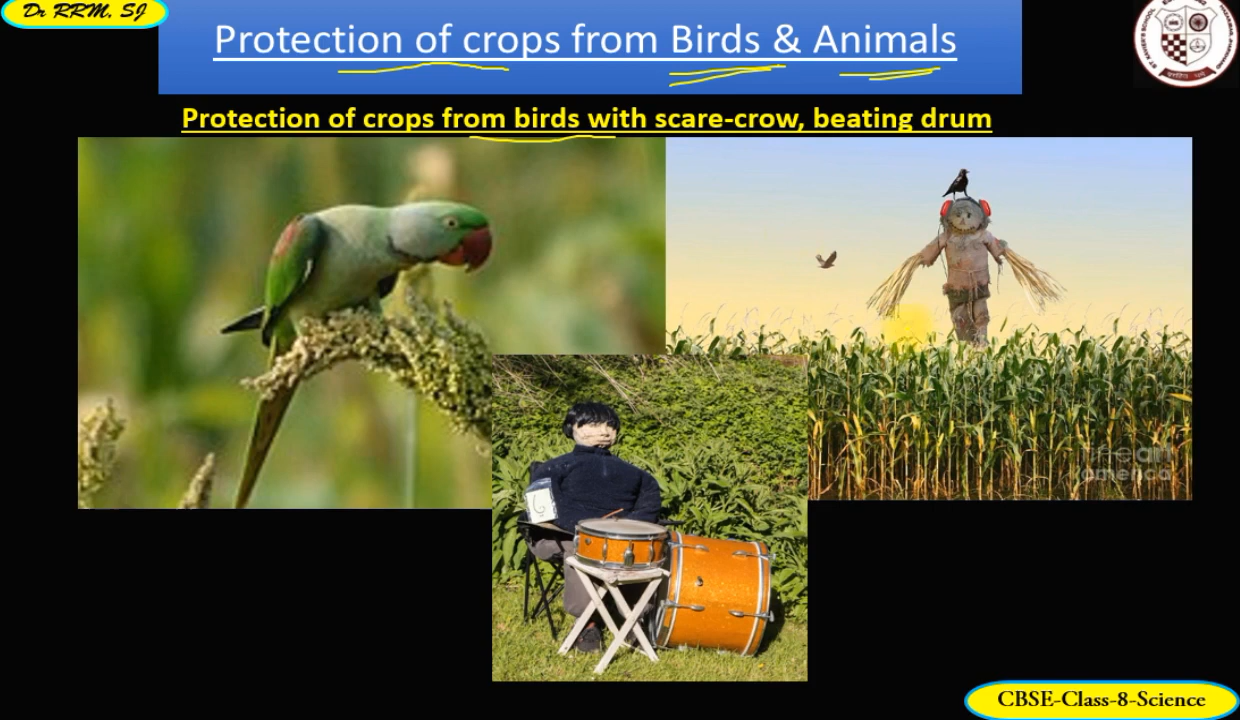 Dr RRM, SJ
Protection of crops from Birds & Animals
Protection of crops from birds with scare-crow, beating drum
CBSE-Class-8-Science